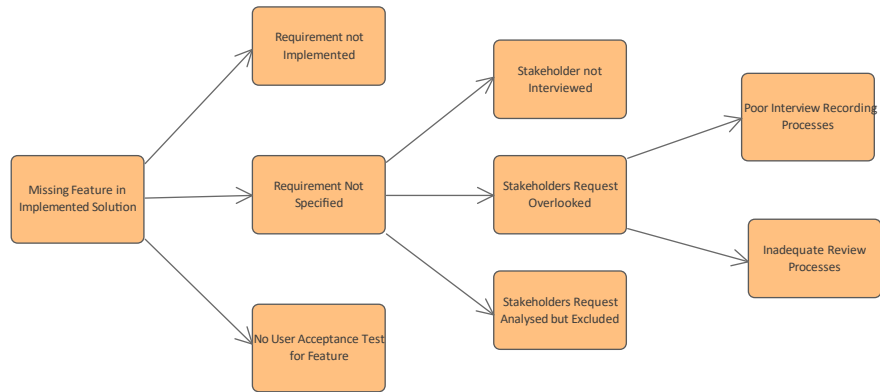 Requirement not
Implemented
Stakeholder not
Interviewed
Poor Interview Recording
Processes
Missing Feature in
Implemented Solution
Requirement Not
Specified
Stakeholders Request
Overlooked
Inadequate Review
Processes
Stakeholders Request
Analysed but Excluded
No User Acceptance Test
for Feature